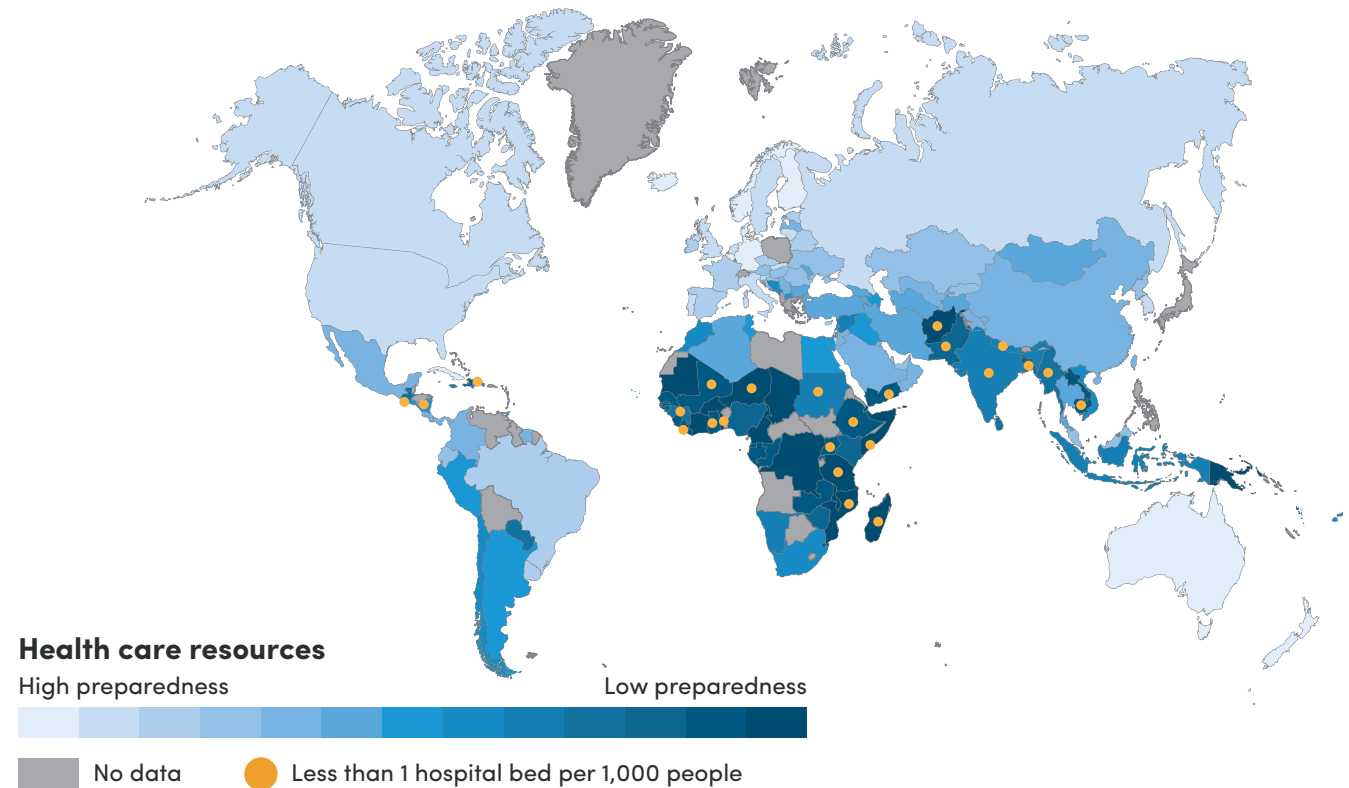 Health care resources
High preparedness Low preparedness
No data Less than 1 hospital bed per 1,000 people